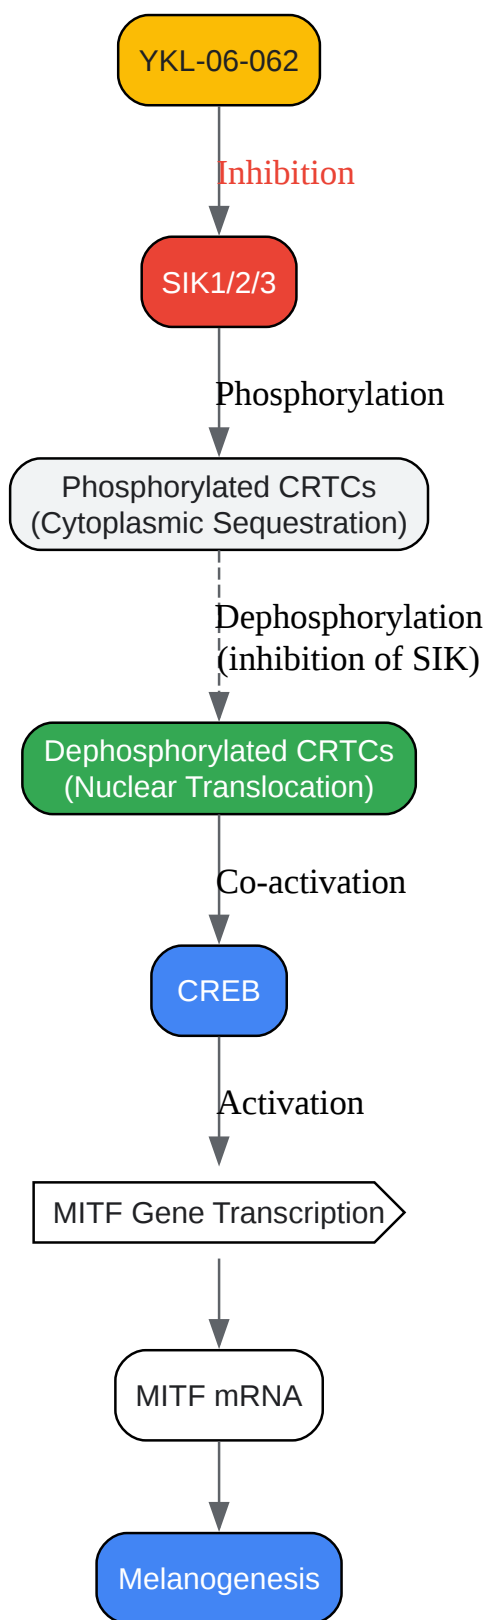 YKL-06-062
Inhibition
SIK1/2/3
Phosphorylation
Phosphorylated CRTCs
(Cytoplasmic Sequestration)
Dephosphorylation
(inhibition of SIK)
Dephosphorylated CRTCs
(Nuclear Translocation)
Co-activation
CREB
Activation
MITF Gene Transcription
MITF mRNA
Melanogenesis